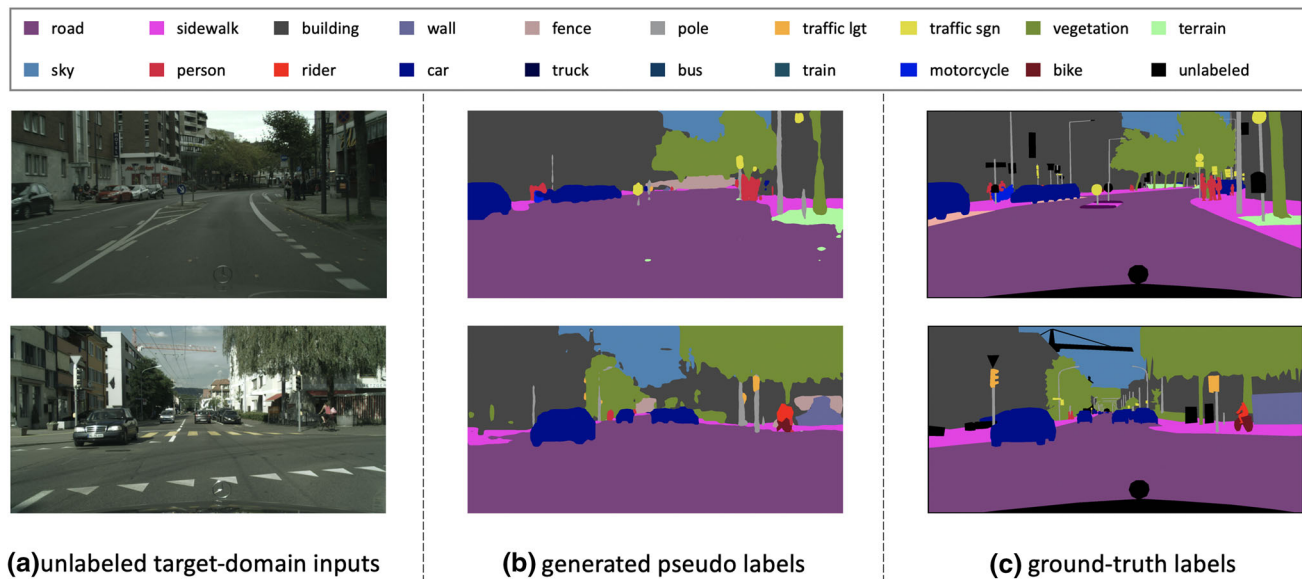 road sidewalk building wall fence pole traffic lgt traffic sgn vegetation terrain
sky person rider car truck bus train motorcycle bike unlabeled
(a) unlabeled target-domain inputs (b) generated pseudo labels (c) ground-truth labels